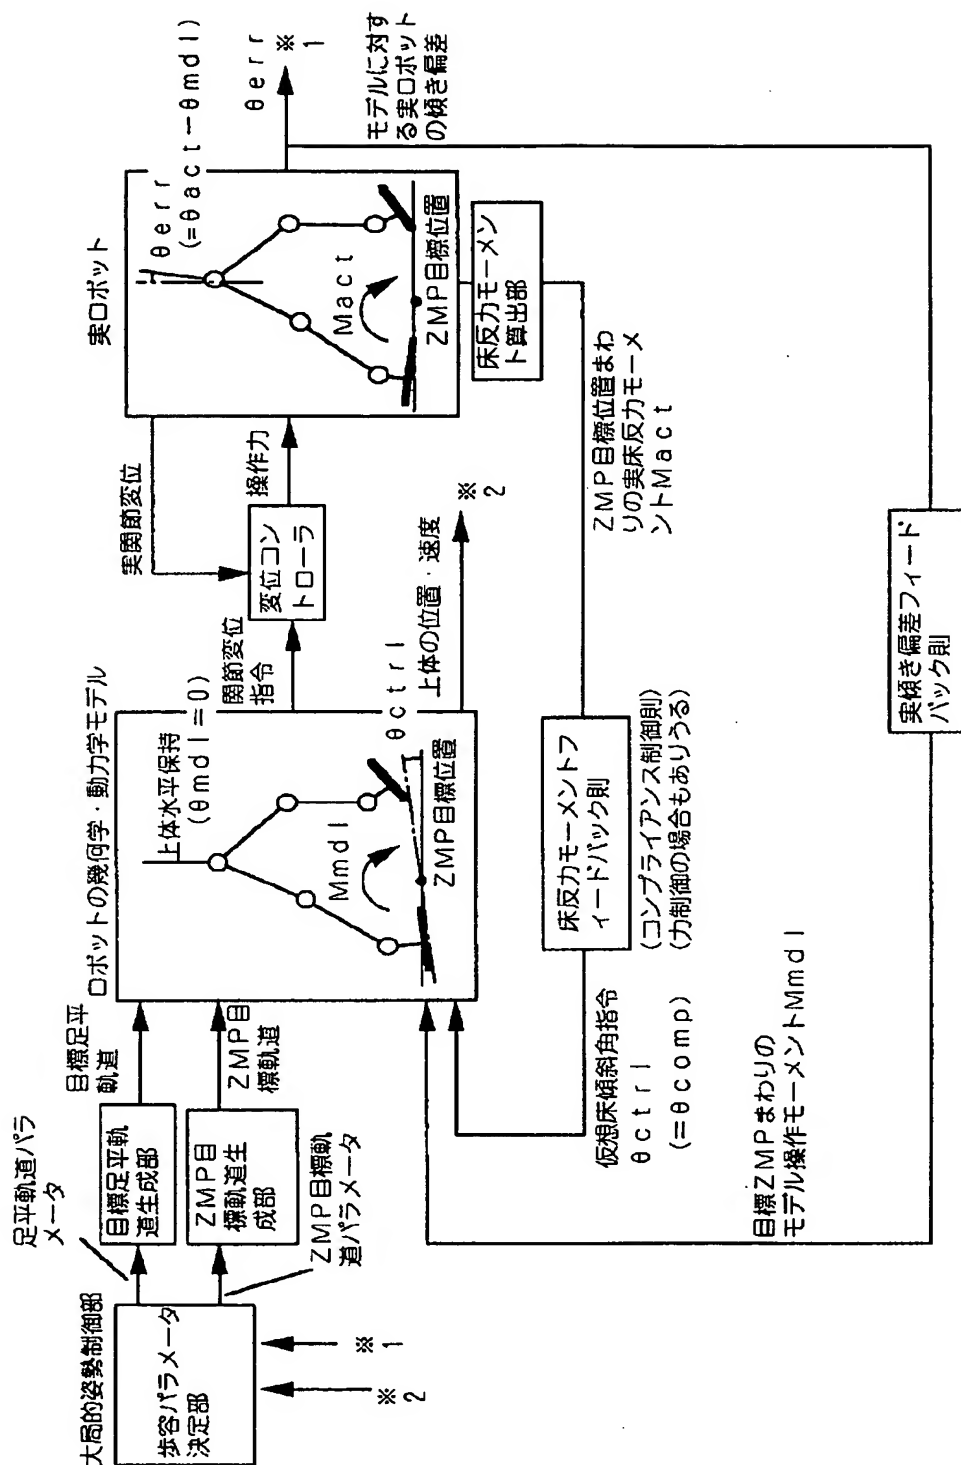 大局的姿勢制御部
歩容パラメータ
決定部
※1
※2
足平軌道パラ
メータ
目標足平軌
道生成部
ZMP目
標軌道生
成部
ZMP目標軌
道パラメータ
目標足平
軌道
ZMP目
標軌道
ロボットの幾何学・動力学モデル
上体水平保持
(θmdl=0)
Mmdl
θctrl
ZMP目標位置
関節変位
指令
上体の位置・速度
※2
変位コン
トローラ
実関節変位
操作力
実ロボット
θerr
(=θact-θmdl)
Mact
ZMP目標位置
θerr
※1
モデルに対す
る実ロボット
の傾き偏差
床反力モーメン
ト算出部
ZMP目標位置まわ
りの実床反力モーメ
ントMact
床反力モーメントフ
ィードバック則
(コンプライアンス制御則)
(力制御の場合もありうる)
仮想床傾斜角指令
θctrl
(=θcomp)
目標ZMPまわりの
モデル操作モーメントMmdl
実傾き偏差フィード
バック則